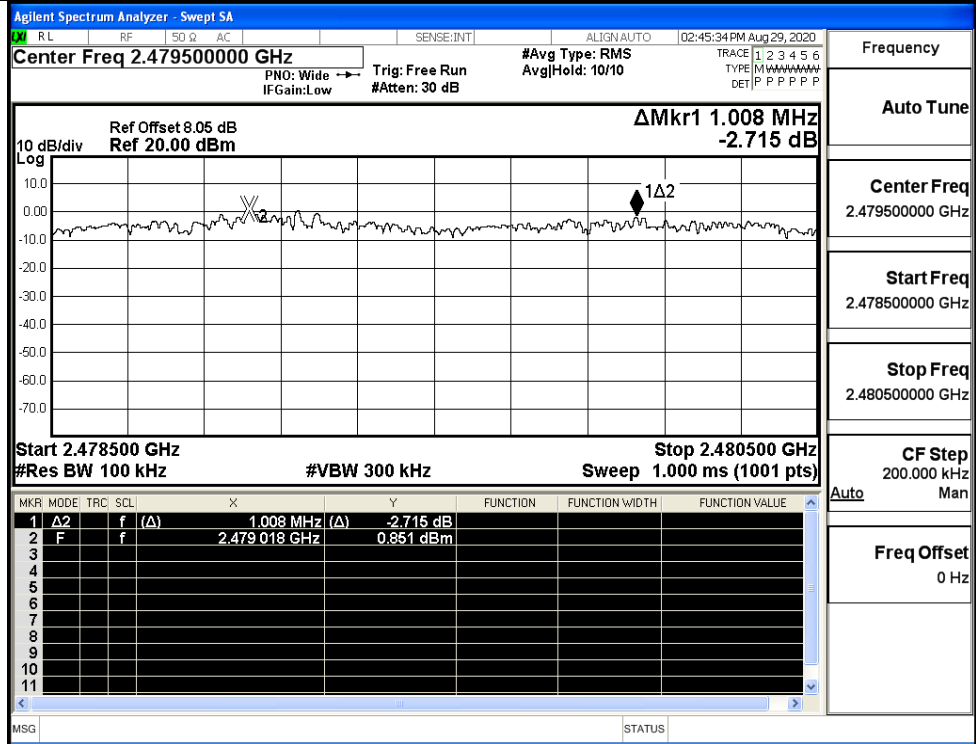 Agilent Spectrum Analyzer - Swept SA
LXI RL RF 50 Ω AC SENSE:INT ALIGN AUTO 02:45:34 PM Aug 29, 2020
Center Freq 2.479500000 GHz
PNO: Wide
IFGain:Low
Trig: Free Run
#Atten: 30 dB
#Avg Type: RMS
Avg|Hold: 10/10
TRACE 1 2 3 4 5 6
TYPE M WWWWW
DET P P P P P P
Frequency
Auto Tune
Center Freq
2.479500000 GHz
Start Freq
2.478500000 GHz
Stop Freq
2.480500000 GHz
CF Step
200.000 kHz
Auto Man
Freq Offset
0 Hz
ΔMkr1 1.008 MHz
-2.715 dB
Ref Offset 8.05 dB
10 dB/div Ref 20.00 dBm
Log
10.0
0.00
-10.0
-20.0
-30.0
-40.0
-50.0
-60.0
-70.0
2
1Δ2
Start 2.478500 GHz Stop 2.480500 GHz
#Res BW 100 kHz #VBW 300 kHz Sweep 1.000 ms (1001 pts)
MKR MODE TRC SCL X Y FUNCTION FUNCTION WIDTH FUNCTION VALUE
1 Δ2 f (Δ) 1.008 MHz (Δ) -2.715 dB
2 F f 2.479 018 GHz 0.851 dBm
3
4
5
6
7
8
9
10
11
MSG STATUS